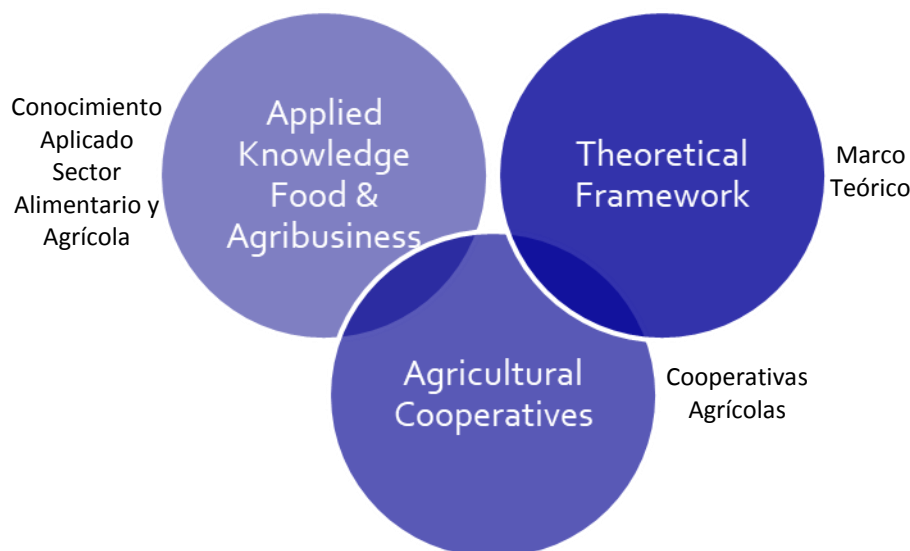 Conocimiento
Aplicado
Sector
Alimentario y
Agrícola
Applied
Knowledge
Food &
Agribusiness
Theoretical
Framework
Marco
Teórico
Agricultural
Cooperatives
Cooperativas
Agrícolas